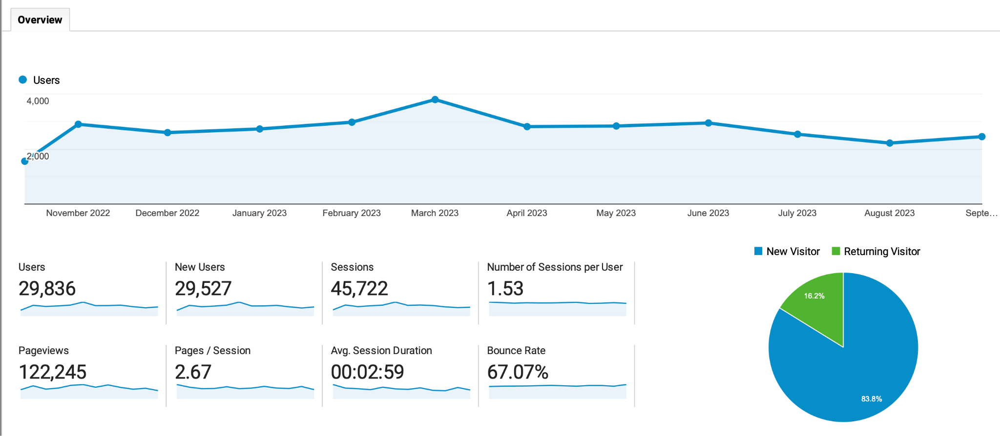 Overview
Users
4,000
2,000
November 2022 December 2022 January 2023 February 2023 March 2023 April 2023 May 2023 June 2023 July 2023 August 2023 Septe...
New Visitor Returning Visitor
Users New Users Sessions Number of Sessions per User
29,836 29,527 45,722 1.53
16.2%
Pageviews Pages / Session Avg. Session Duration Bounce Rate
122,245 2.67 00:02:59 67.07%
83.8%